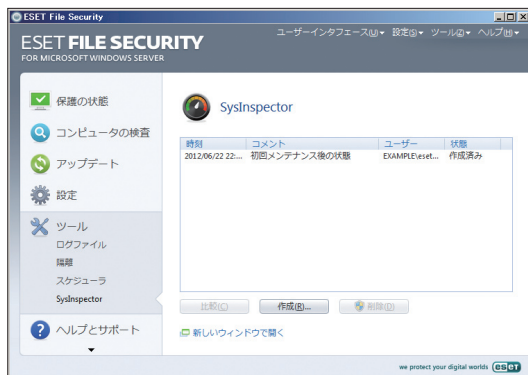 ESET File Security
ESET FILE SECURITY
FOR MICROSOFT WINDOWS SERVER
ユーザーインタフェース(U) 設定(S) ツール(Z) ヘルプ(H)
保護の状態
コンピュータの検査
アップデート
設定
ツール
ログファイル
隔離
スケジューラ
SysInspector
ヘルプとサポート
SysInspector
時刻 コメント ユーザー 状態
2012/06/22 22:... 初回メンテナンス後の状態 EXAMPLE\eset... 作成済み
比較(C) 作成(R)... 削除(D)
新しいウィンドウで開く
we protect your digital worlds eset